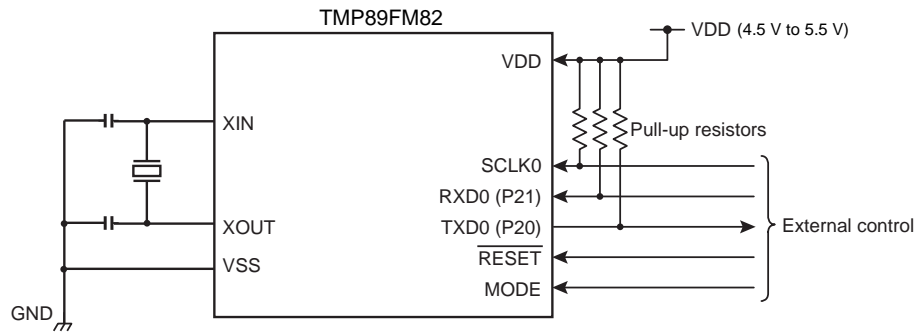 TMP89FM82
VDD (4.5 V to 5.5 V)
VDD
XIN
Pull-up resistors
SCLK0
RXD0 (P21)
XOUT
TXD0 (P20)
External control
RESET
VSS
MODE
GND